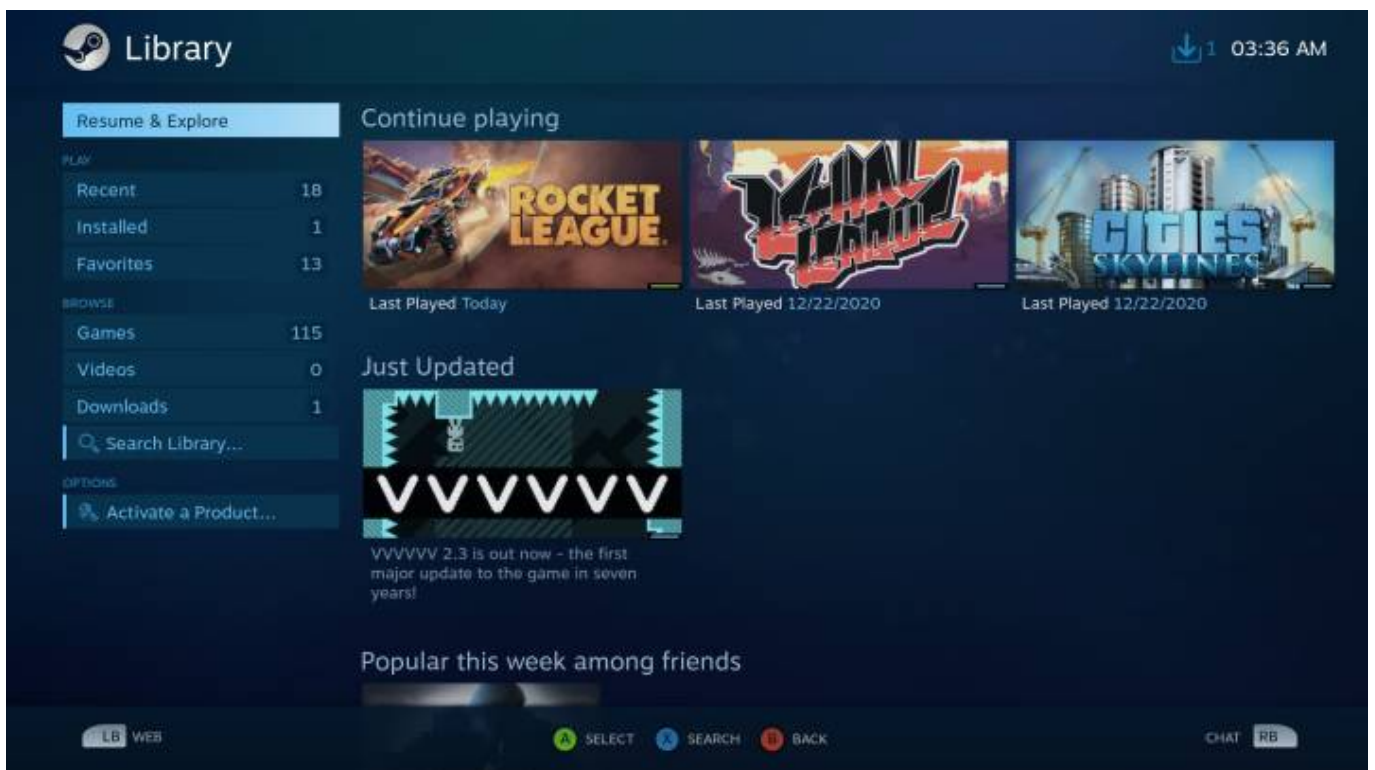 Library
1 03:36 AM
Resume & Explore
PLAY
Recent 18
Installed 1
Favorites 13
BROWSE
Games 115
Videos 0
Downloads 1
Search Library...
OPTIONS
Activate a Product...
Continue playing
ROCKET
LEAGUE
LETHAL
LEAGUE
CITIES
SKYLINES
Last Played Today
Last Played 12/22/2020
Last Played 12/22/2020
Just Updated
VVVVVV
VVVVVV 2.3 is out now - the first
major update to the game in seven
years!
Popular this week among friends
LB WEB
A SELECT X SEARCH B BACK
CHAT RB